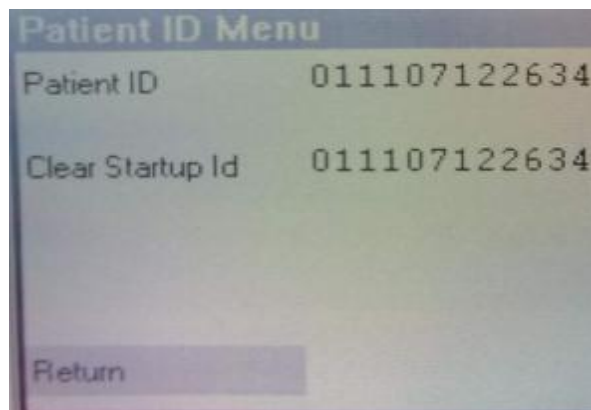 Patient ID Menu
Patient ID 011107122634
Clear Startup Id 011107122634
Return